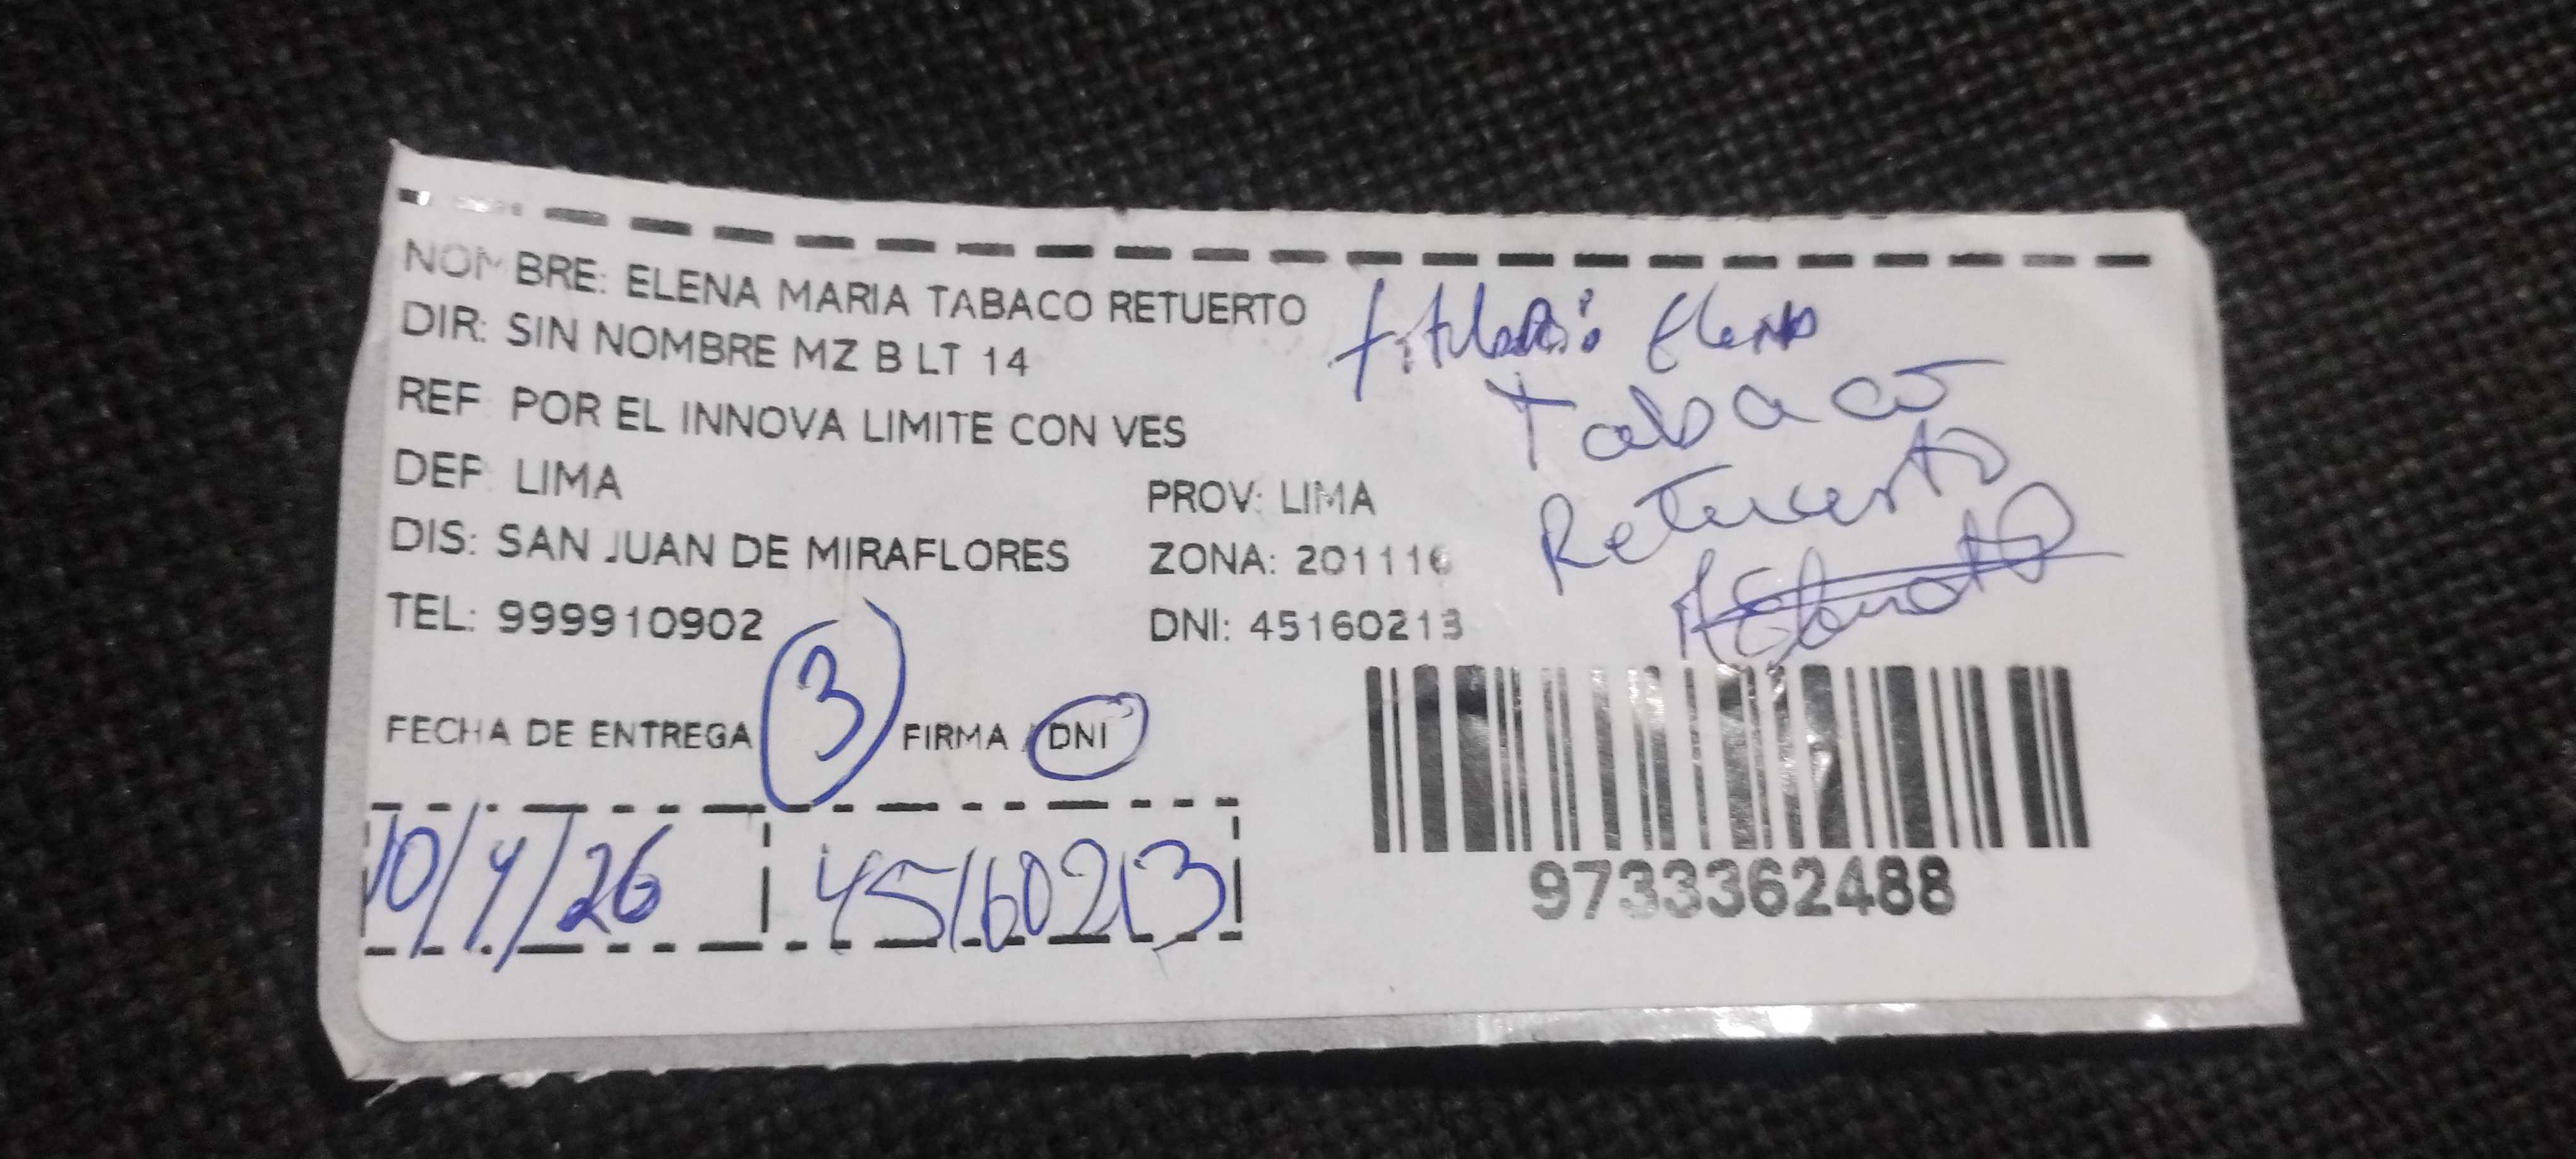 NOMBRE: ELENA MARIA TABACO RETUERTO
DIR: SIN NOMBRE MZ B LT 14
REF POR EL INNOVA LIMITE CON VES
DEP LIMA
PROV: LIMA
DIS: SAN JUAN DE MIRAFLORES
ZONA: 201116
TEL: 999910902
DNI: 45160213
Elena
Tabaco
Retuerto
3
FECHA DE ENTREGA
FIRMA / DNI
10/4/26
45160213
9733362488